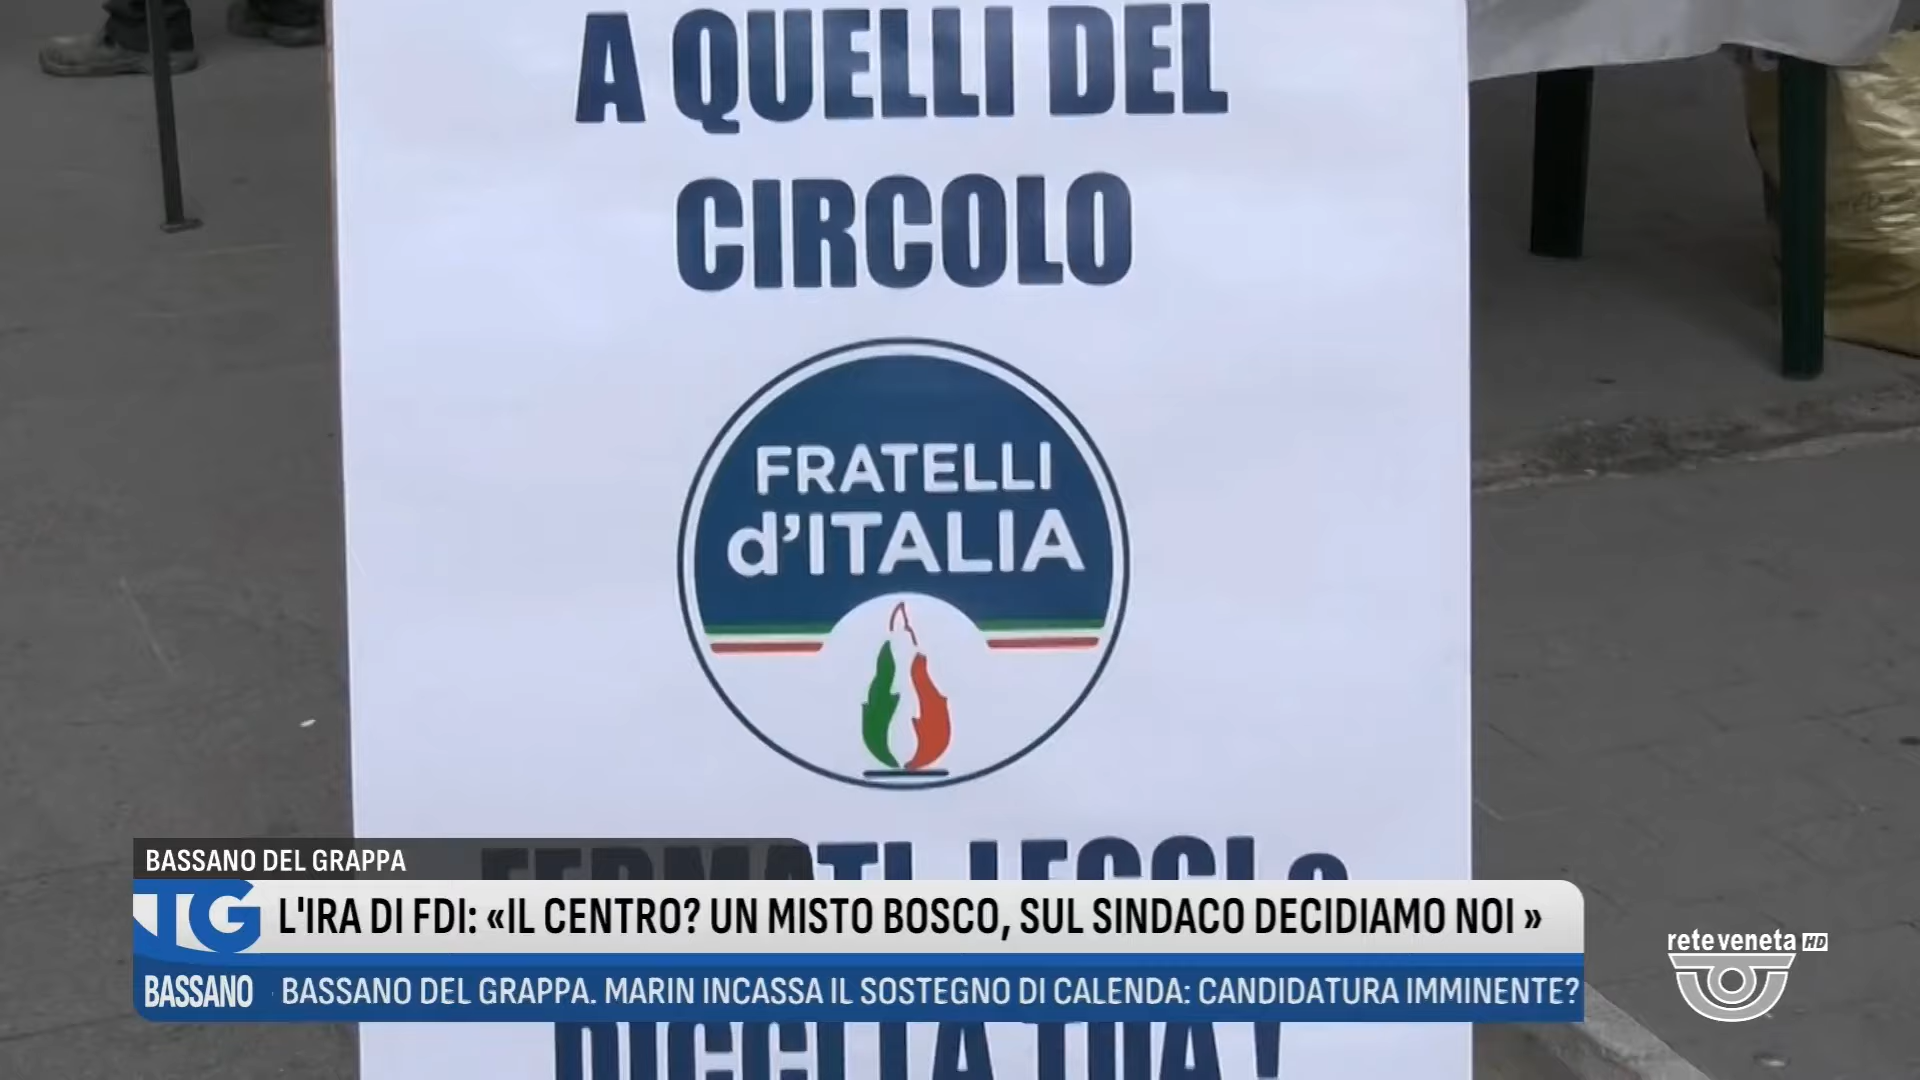 A QUELLI DEL
CIRCOLO
FRATELLI
d'ITALIA
BASSANO DEL GRAPPA
TG L'IRA DI FDI: «IL CENTRO? UN MISTO BOSCO, SUL SINDACO DECIDIAMO NOI »
BASSANO BASSANO DEL GRAPPA. MARIN INCASSA IL SOSTEGNO DI CALENDA: CANDIDATURA IMMINENTE?
rete veneta HD